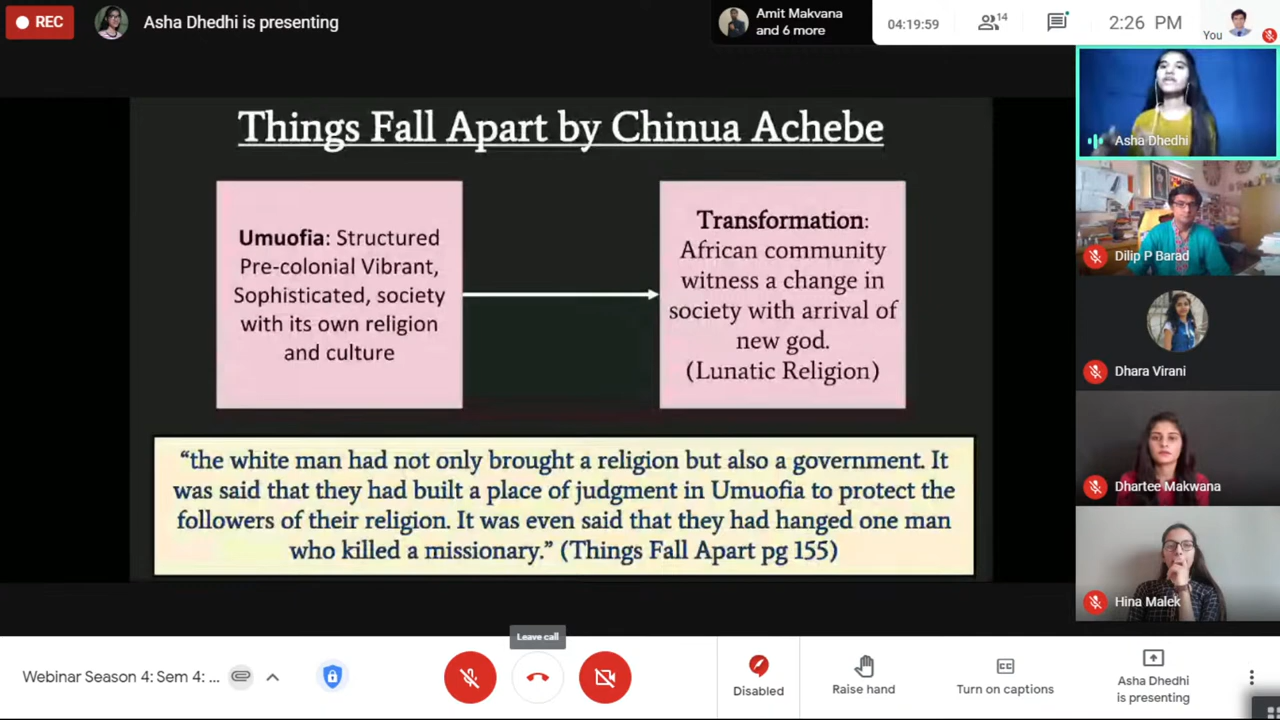 REC
Asha Dhedhi is presenting
Amit Makvana
and 6 more
04:19:59
14
2:26 PM
You
Things Fall Apart by Chinua Achebe
Umuofia: Structured
Pre-colonial Vibrant,
Sophisticated, society
with its own religion
and culture
Transformation:
African community
witness a change in
society with arrival of
new god.
(Lunatic Religion)
“the white man had not only brought a religion but also a government. It
was said that they had built a place of judgment in Umuofia to protect the
followers of their religion. It was even said that they had hanged one man
who killed a missionary.” (Things Fall Apart pg 155)
Asha Dhedhi
Dilip P Barad
Dhara Virani
Dhartee Makwana
Hina Malek
Leave call
Webinar Season 4: Sem 4: ...
Disabled
Raise hand
CC
Turn on captions
Asha Dhedhi
is presenting